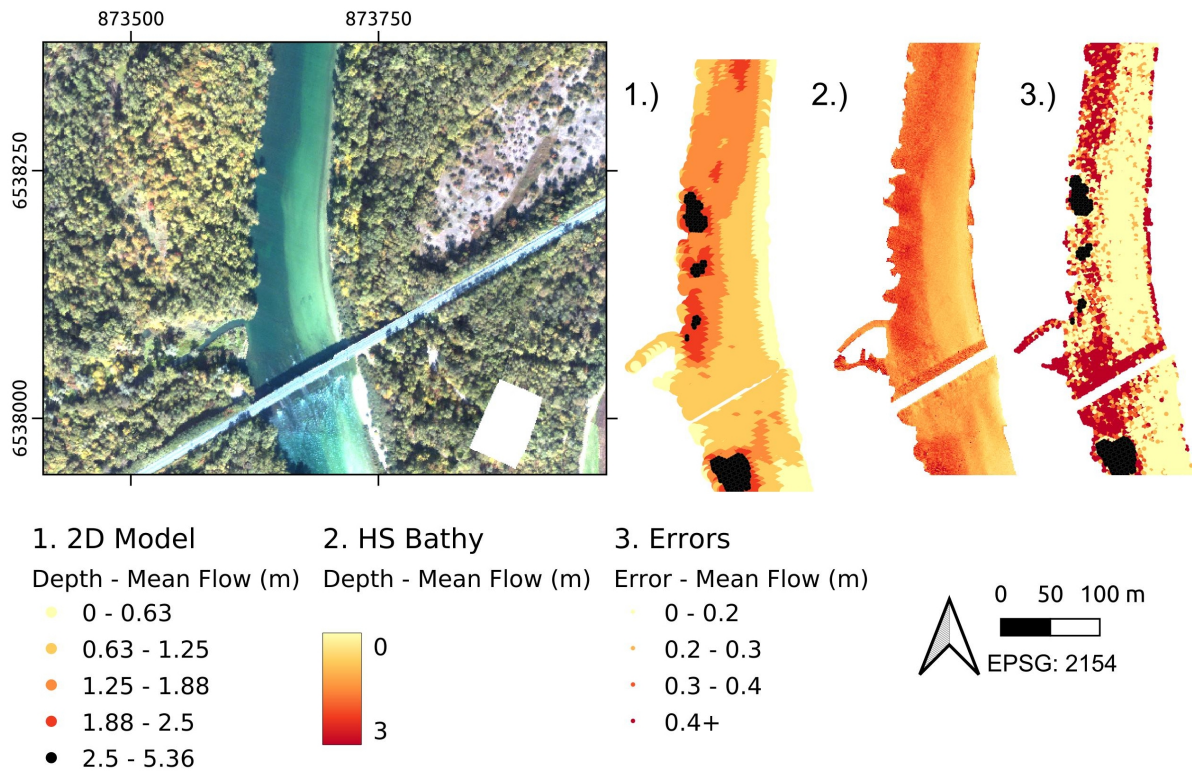 873500 873750
6538250
6538000
1.) 2.) 3.)
1. 2D Model
Depth - Mean Flow (m)
0 - 0.63
0.63 - 1.25
1.25 - 1.88
1.88 - 2.5
2.5 - 5.36
2. HS Bathy
Depth - Mean Flow (m)
0
3
3. Errors
Error - Mean Flow (m)
0 - 0.2
0.2 - 0.3
0.3 - 0.4
0.4+
0 50 100 m
EPSG: 2154